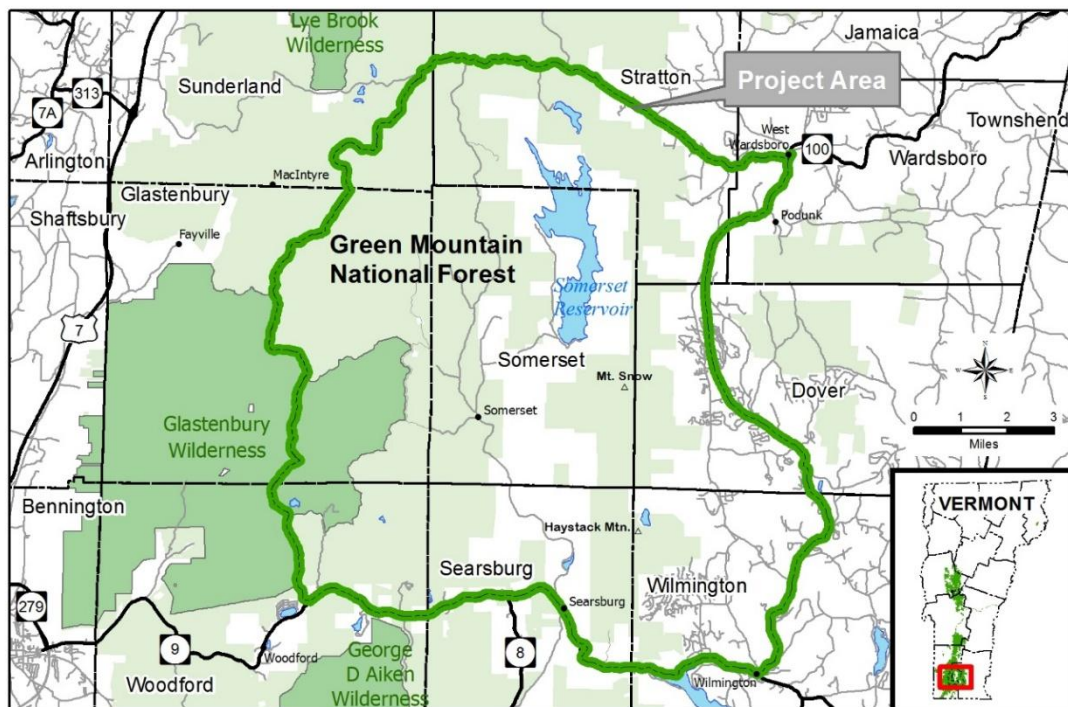 Lye Brook
Wilderness
Jamaica
Sunderland
Stratton
Project Area
313
7A
Townshend
West
Wardsboro
100
Wardsboro
Arlington
MacIntyre
Glastenbury
Shaftsbury
Fayville
Podunk
Green Mountain
National Forest
Somerset
Reservoir
7
Somerset
Mt. Snow
Dover
N
W
E
S
Somerset
0
1
2
3
Miles
Glastenbury
Wilderness
Bennington
VERMONT
Haystack Mtn.
Searsburg
Wilmington
279
Searsburg
9
Woodford
George
D Aiken
Wilderness
8
Woodford
Wilmington